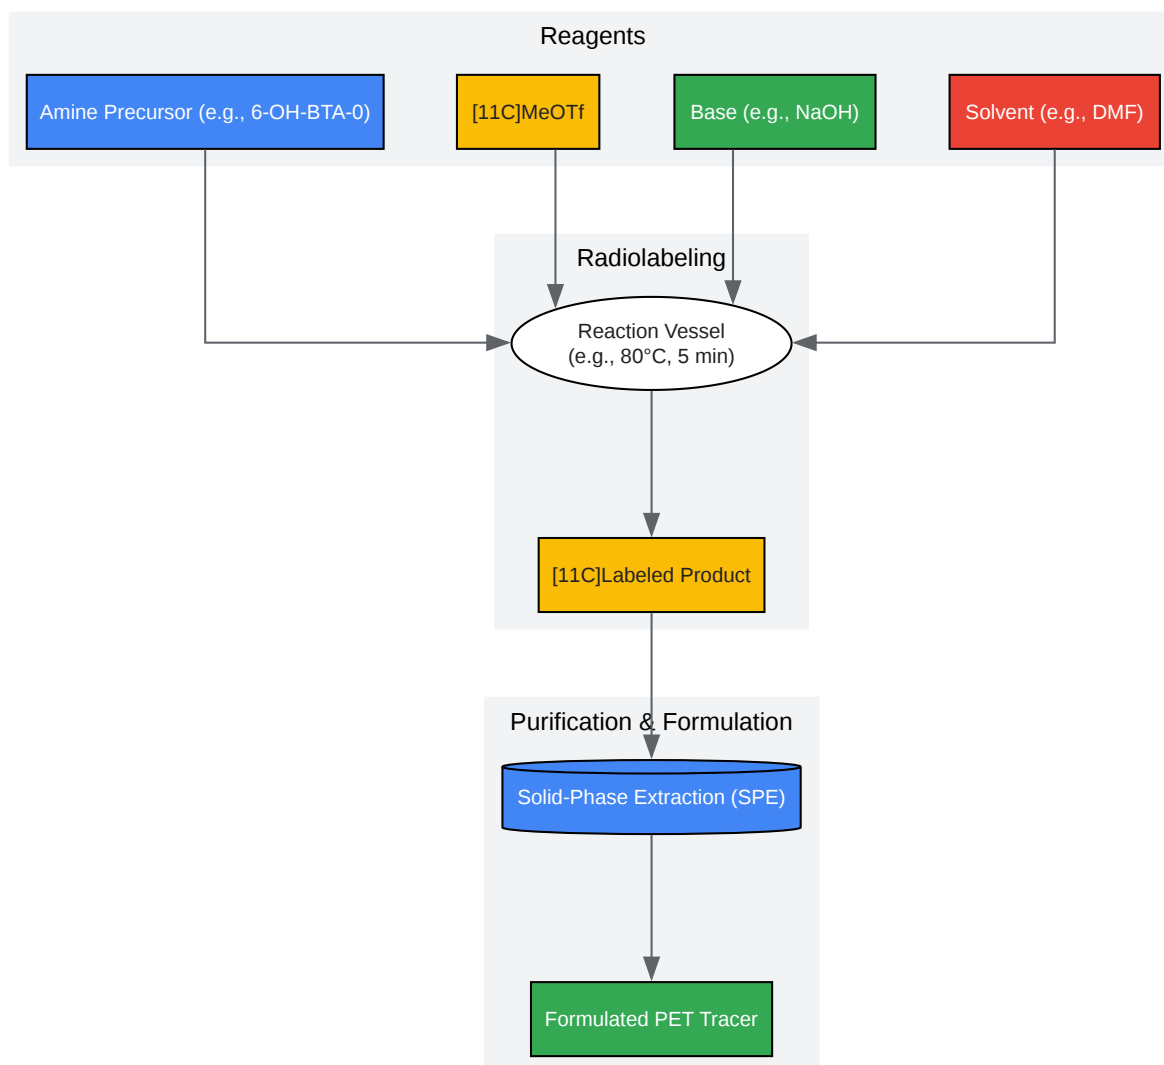 Reagents
Amine Precursor (e.g., 6-OH-BTA-0)
[11C]MeOTf
Base (e.g., NaOH)
Solvent (e.g., DMF)
Radiolabeling
Reaction Vessel
(e.g., 80°C, 5 min)
[11C]Labeled Product
Purification & Formulation
Solid-Phase Extraction (SPE)
Formulated PET Tracer